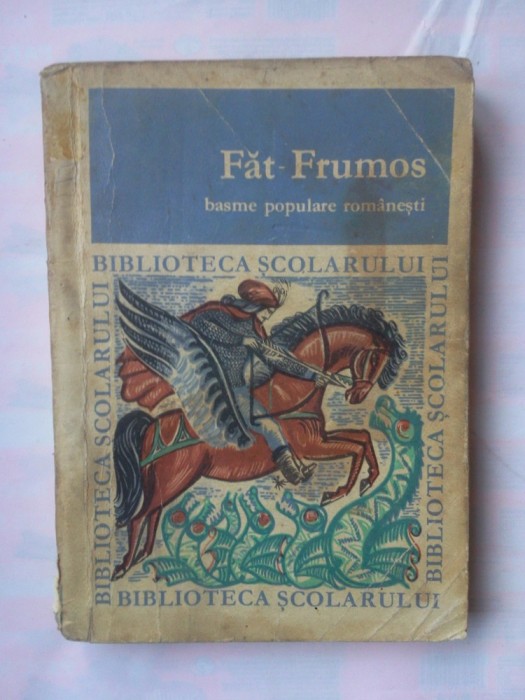 Făt-Frumos
basme populare românești
BIBLIOTECA ȘCOLARULUI
BIBLIOTECA ȘCOLARULUI
BIBLIOTECA ȘCOLARULUI
BIBLIOTECA ȘCOLARULUI